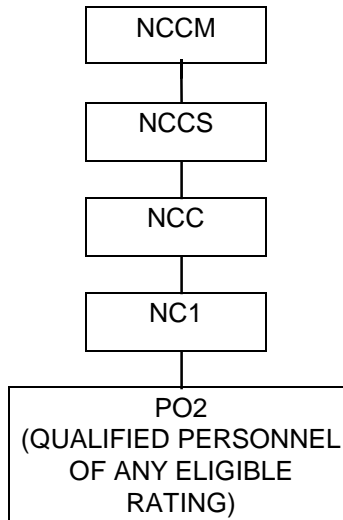 NCCM
NCCS
NCC
NC1
PO2
(QUALIFIED PERSONNEL
OF ANY ELIGIBLE
RATING)